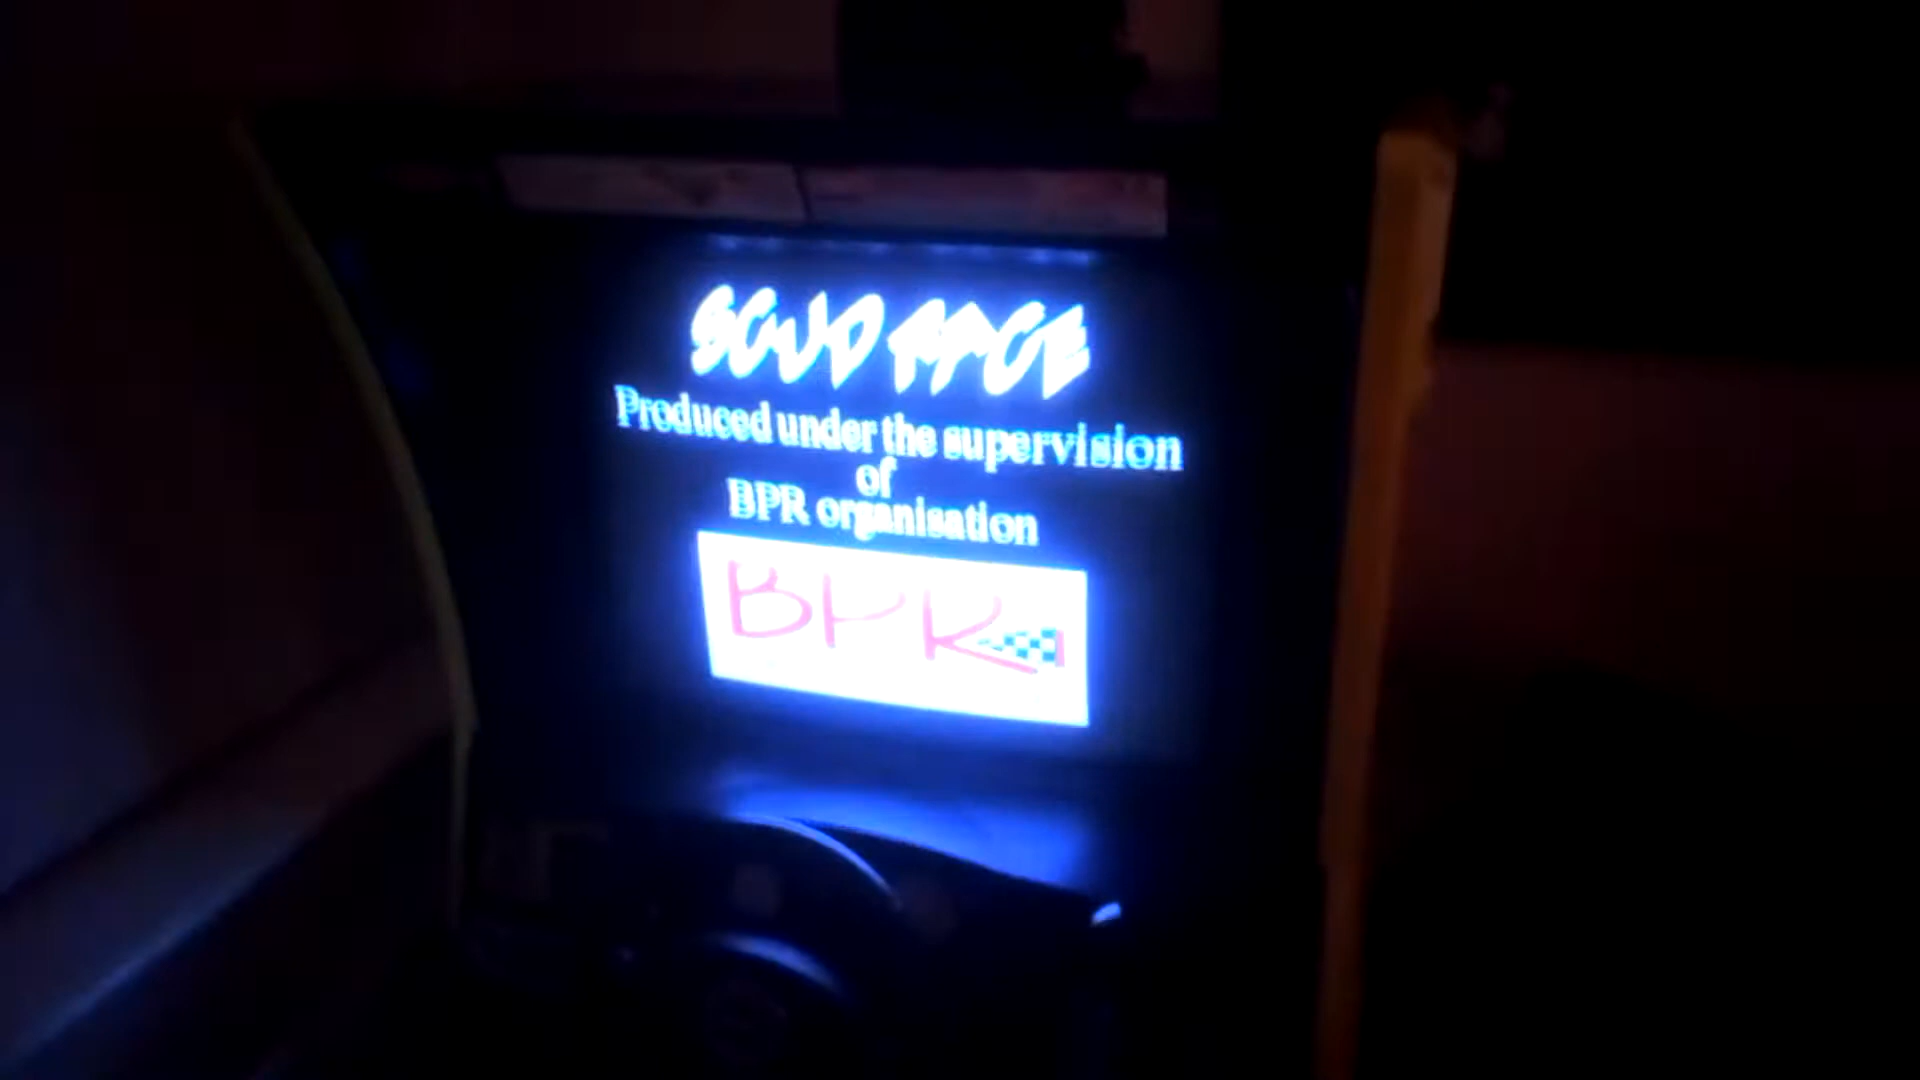 SCUD RACE
Produced under the supervision
of
BPR organisation
BPR